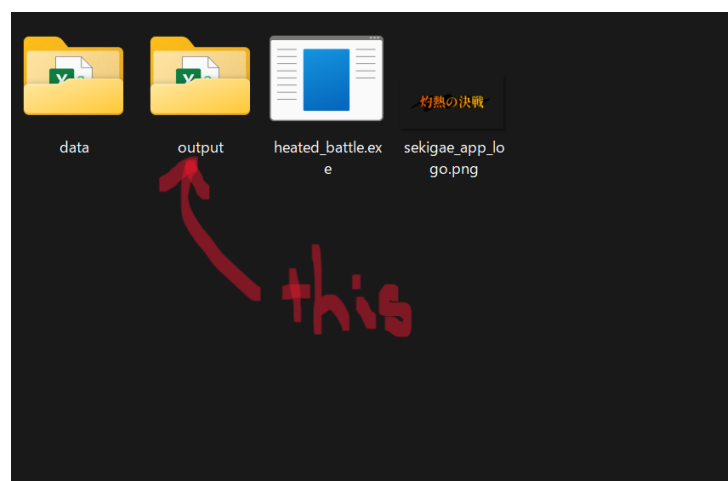 data
output
heated_battle.ex
e
灼熱の決戦
sekigae_app_lo
go.png
this